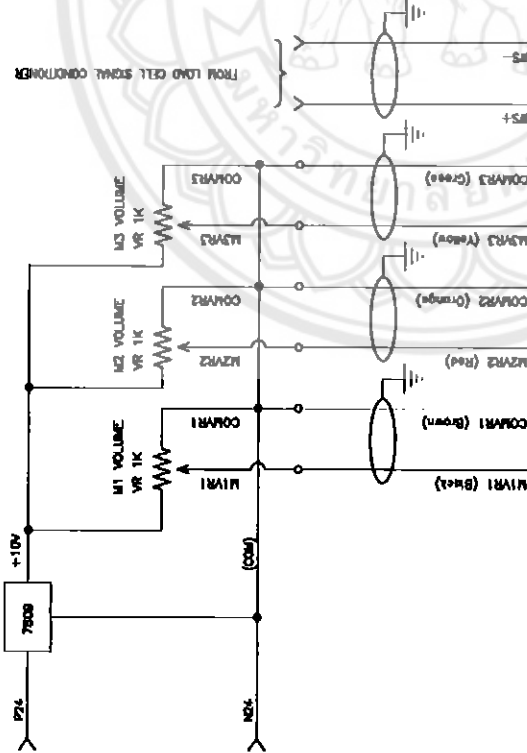 FROM LOAD CELL SIGNAL CONDITIONER
M3 VOLUME
VR 1K
M2 VOLUME
VR 1K
M1 VOLUME
VR 1K
+10V
7809
P24
N24
(COM)
M1VR1
COMVR1
M2VR2
COMVR2
M3VR3
COMVR3
M1VR1 (Black)
COMVR1 (Brown)
M2VR2 (Red)
COMVR2 (Orange)
M3VR3 (Yellow)
COMVR3 (Green)